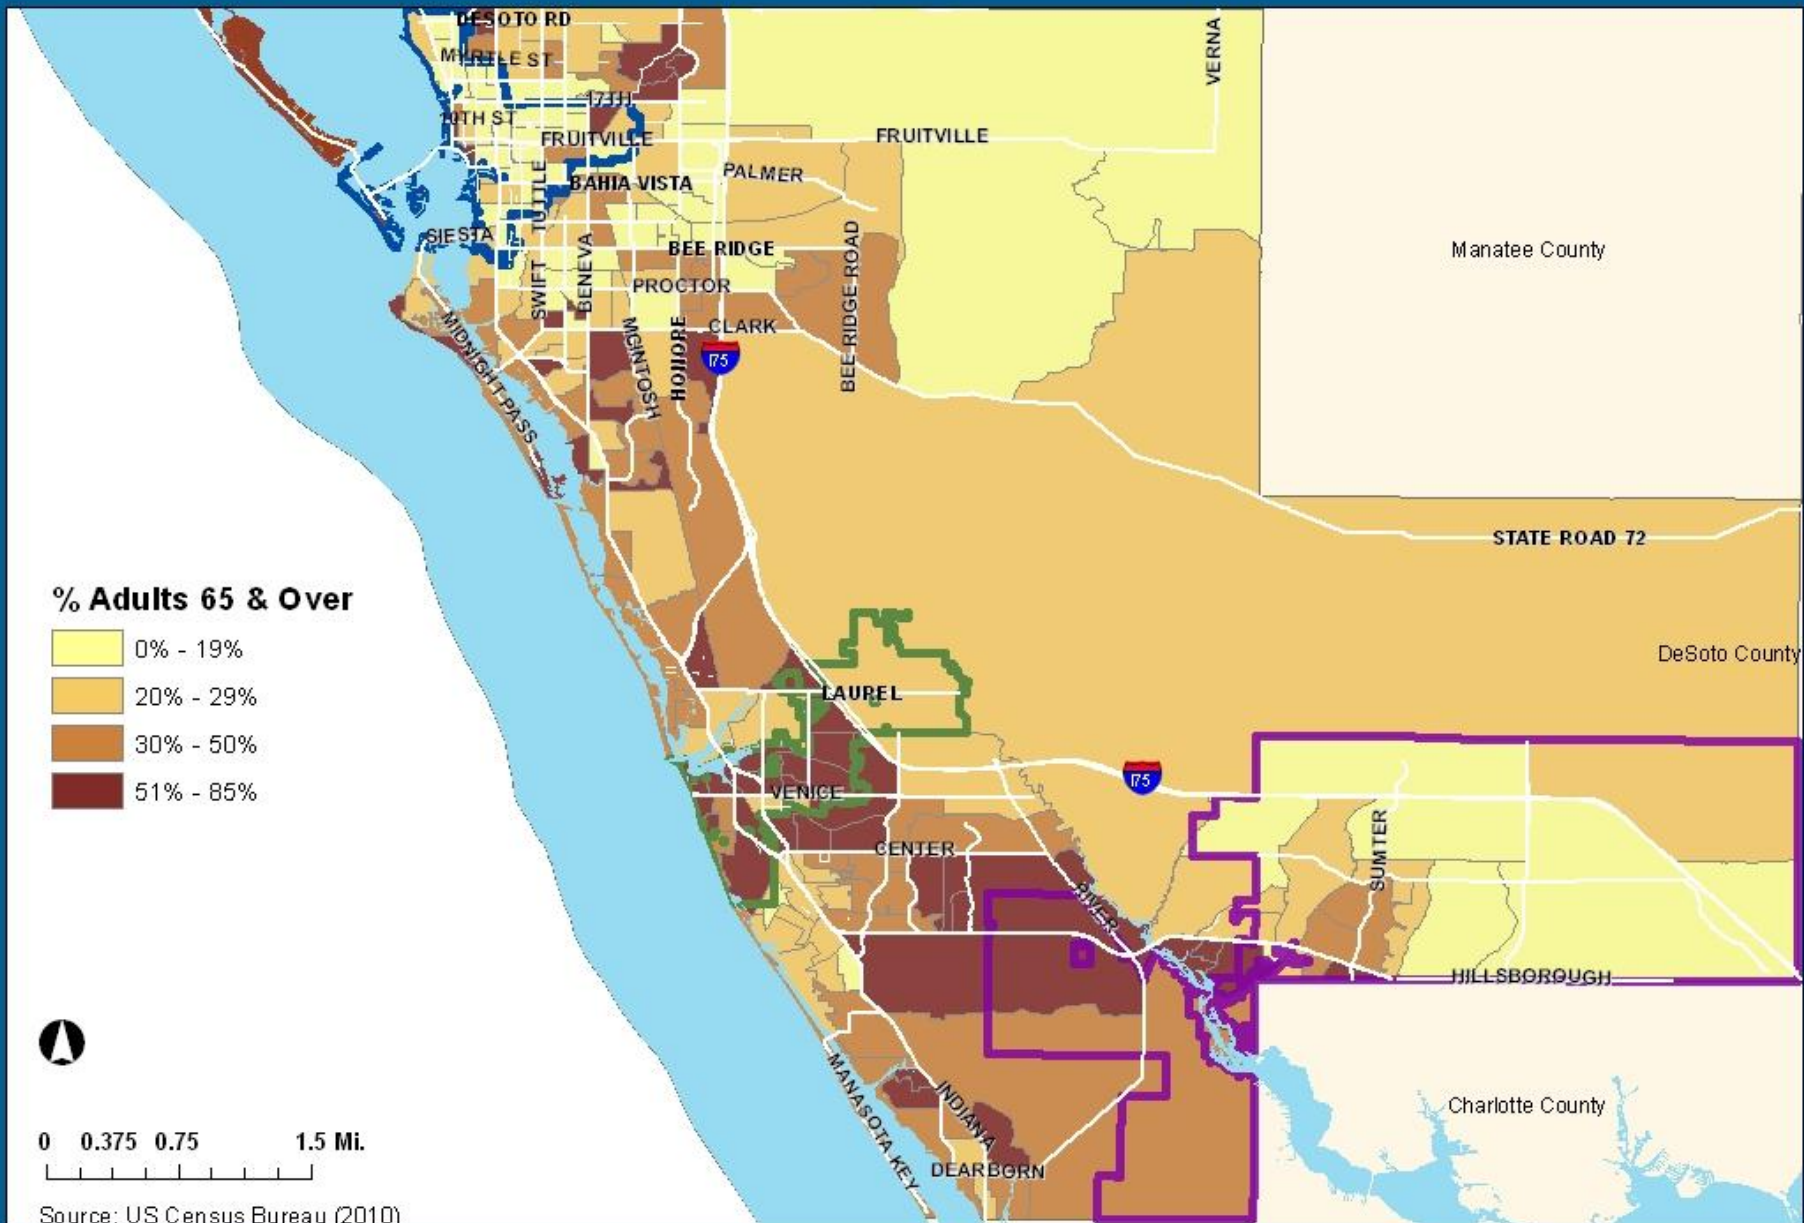 DESOTO RD
MYRTLE ST
VERNA
17TH
10TH ST
FRUITVILLE
FRUITVILLE
PALMER
BAHIA VISTA
TUTTLE
SIESTA
BEE RIDGE
Manatee County
SWIFT
BENEVA
BEE RIDGE ROAD
PROCTOR
CLARK
MIDNIGHT PASS
MCINTOSH
HONORE
175
STATE ROAD 72
% Adults 65 & Over
0% - 19%
20% - 29%
30% - 50%
51% - 85%
DeSoto County
LAUREL
175
VENICE
CENTER
SUMTER
RIVER
HILLSBOROUGH
MANASOTA KEY
INDIANA
Charlotte County
DEARBORN
0 0.375 0.75 1.5 Mi.
Source: US Census Bureau (2010)